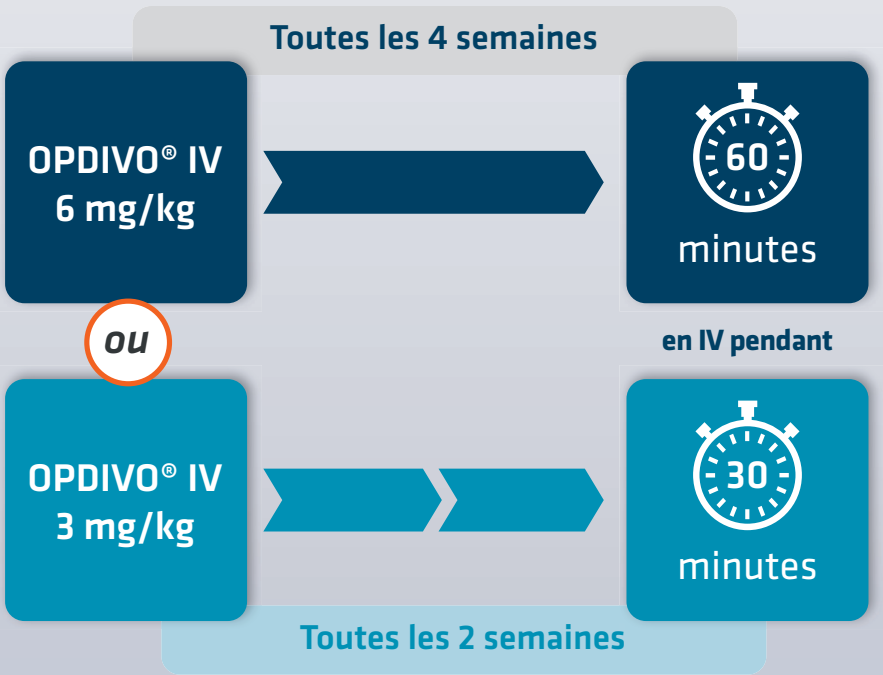 Toutes les 4 semaines
OPDIVO® IV
6 mg/kg
60
minutes
ou
en IV pendant
OPDIVO® IV
3 mg/kg
30
minutes
Toutes les 2 semaines